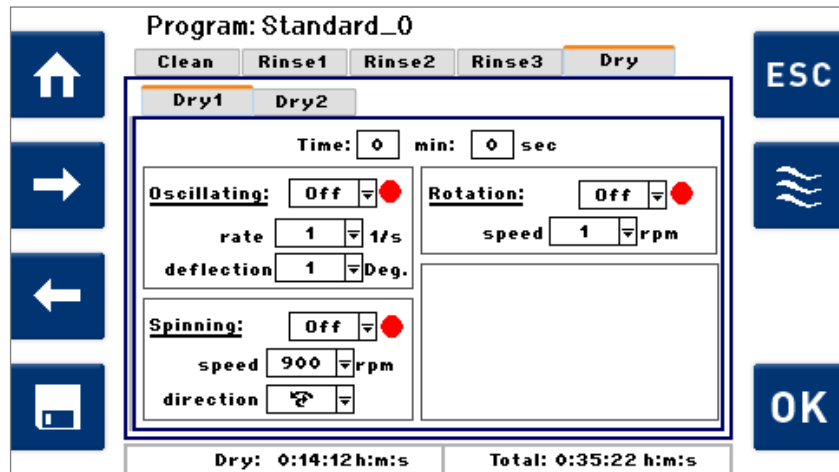 Program: Standard_0
Clean Rinse1 Rinse2 Rinse3 Dry
ESC
Dry1 Dry2
Time: 0 min: 0 sec
Oscillating: Off
rate 1 1/s
deflection 1 Deg.
Rotation: Off
speed 1 rpm
Spinning: Off
speed 900 rpm
direction
OK
Dry: 0:14:12 h:m:s
Total: 0:35:22 h:m:s